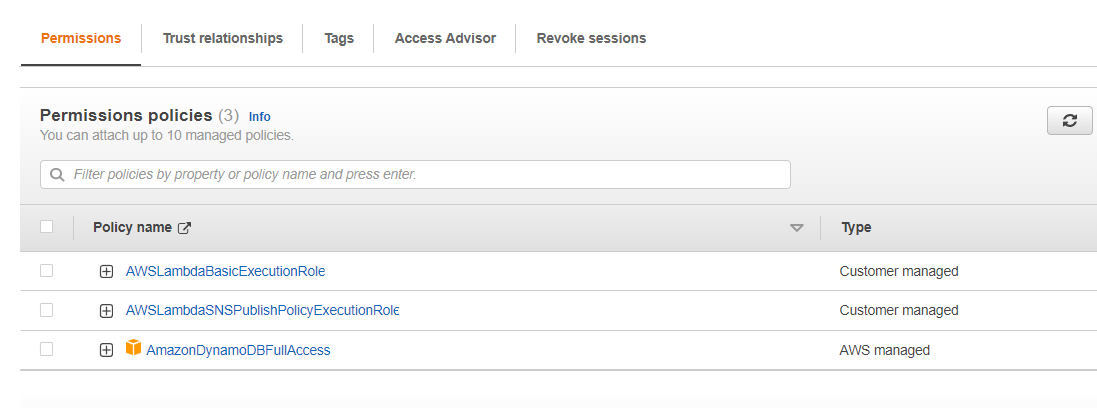 Permissions Trust relationships Tags Access Advisor Revoke sessions
Permissions policies (3) Info
You can attach up to 10 managed policies.
Filter policies by property or policy name and press enter.
Policy name Type
AWSLambdaBasicExecutionRole Customer managed
AWSLambdaSNSPublishPolicyExecutionRole Customer managed
AmazonDynamoDBFullAccess AWS managed